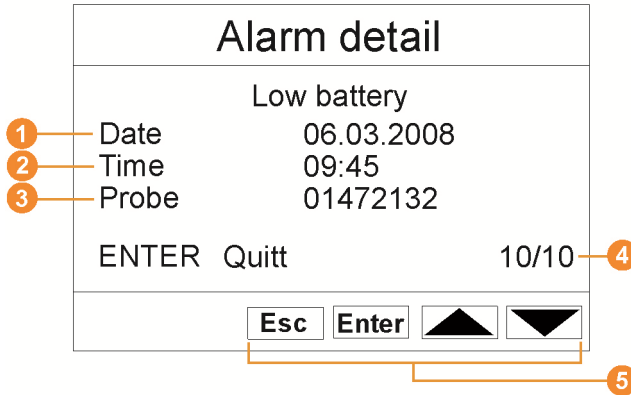 Alarm detail
Low battery
1 Date 06.03.2008
2 Time 09:45
3 Probe 01472132
ENTER Quitt 10/10 4
Esc Enter
5